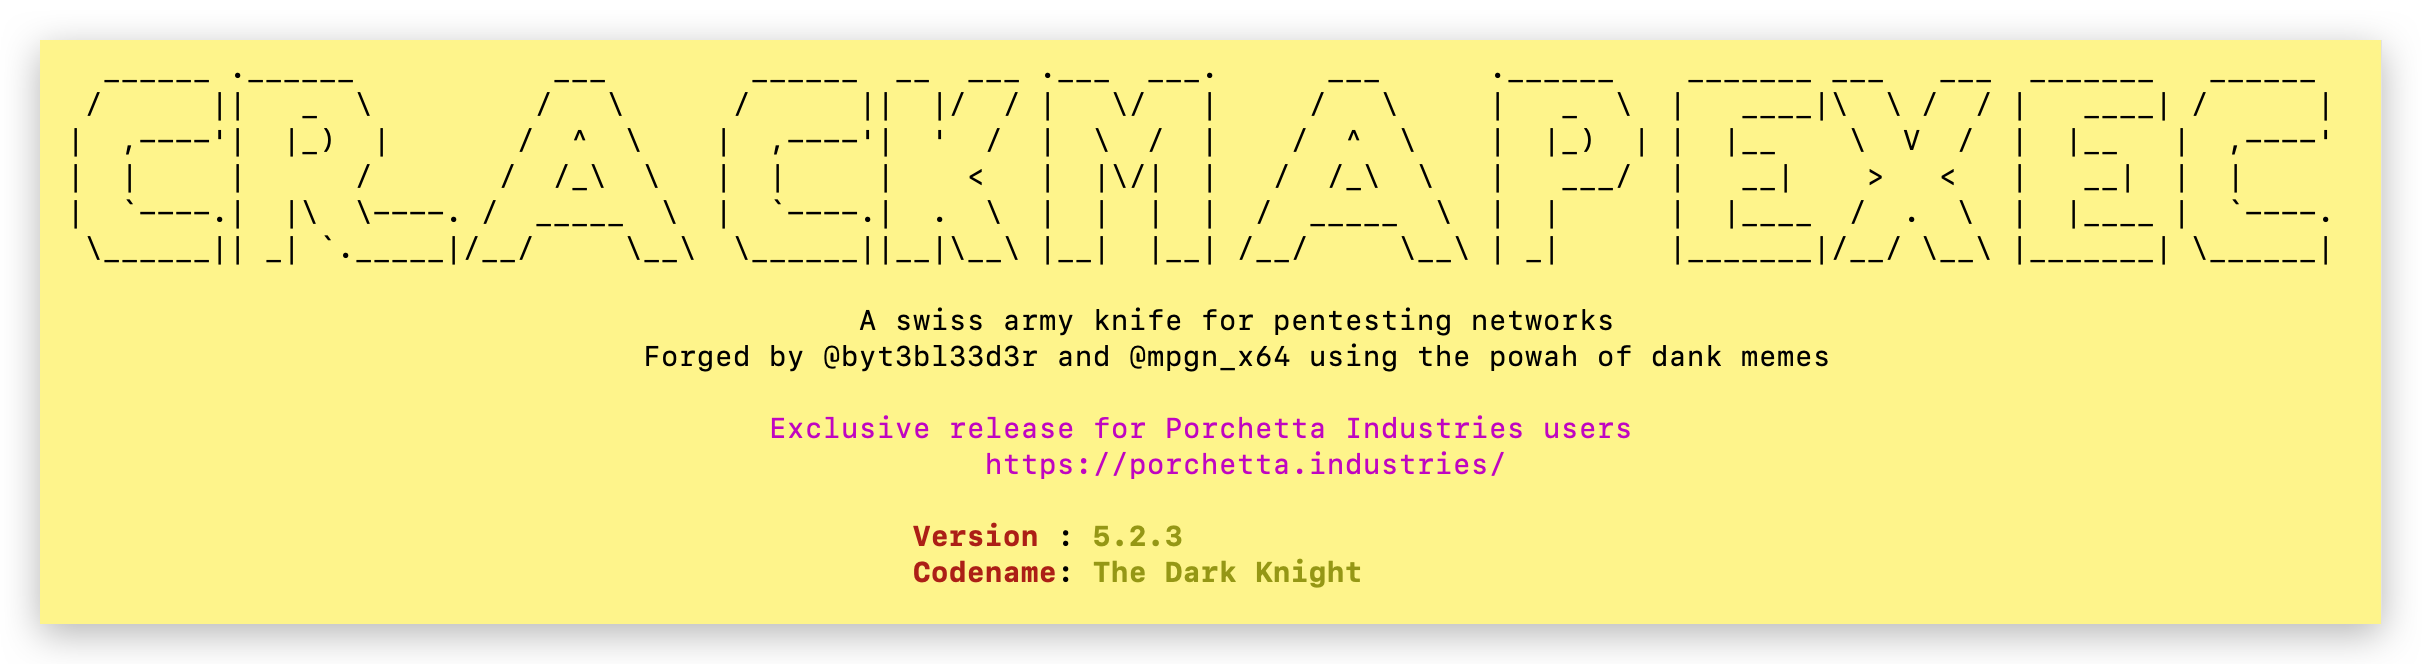 CRACKMAPEXEC
A swiss army knife for pentesting networks
Forged by @byt3bl33d3r and @mpgn_x64 using the powah of dank memes
Exclusive release for Porchetta Industries users
https://porchetta.industries/
Version : 5.2.3
Codename: The Dark Knight